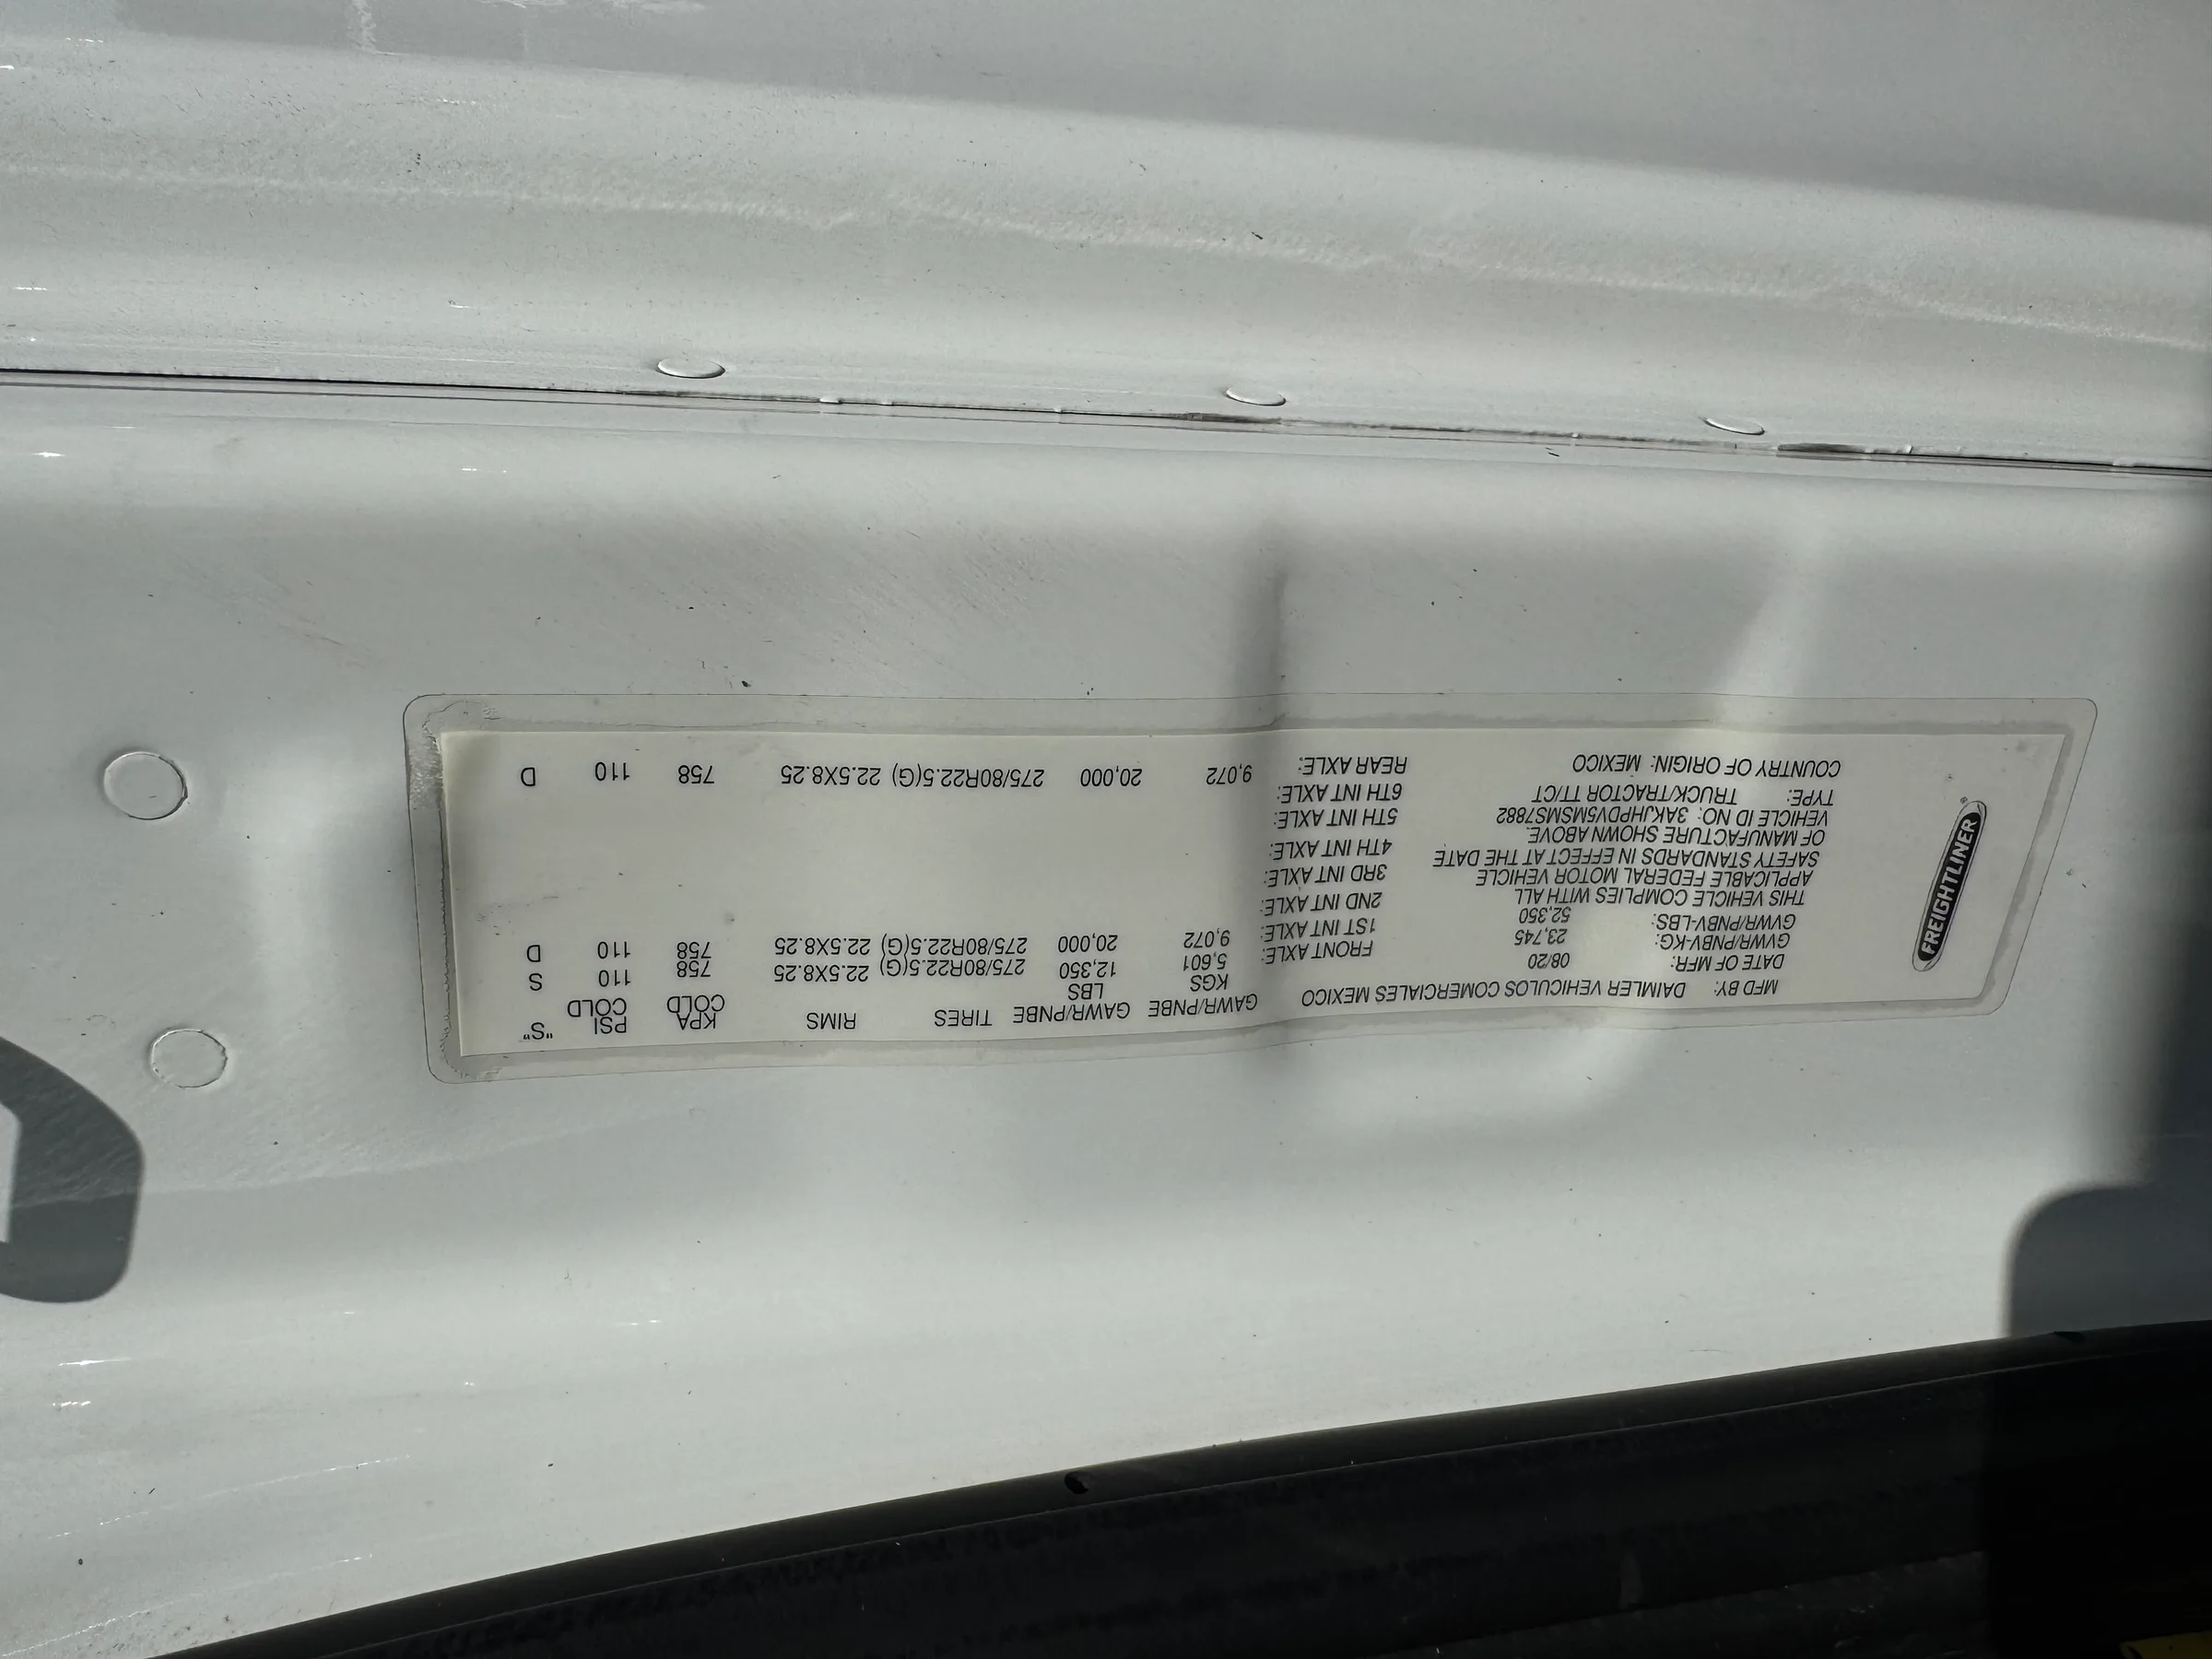 FREIGHTLINER®
MFD BY: DAIMLER VEHICULOS COMERCIALES MEXICO
DATE OF MFR: 08/20
GVWR/PNBV-KG: 23,745
GVWR/PNBV-LBS: 52,350
THIS VEHICLE COMPLIES WITH ALL
APPLICABLE FEDERAL MOTOR VEHICLE
SAFETY STANDARDS IN EFFECT AT THE DATE
OF MANUFACTURE SHOWN ABOVE.
VEHICLE ID NO: 3AKJHPDV5MSMS7882
TYPE: TRUCK/TRACTOR TT/CT
COUNTRY OF ORIGIN: MEXICO
GAWR/PNBE KGS GAWR/PNBE LBS TIRES RIMS KPA COLD PSI COLD "S"
FRONT AXLE: 5,601 12,350 275/80R22.5(G) 22.5X8.25 758 110 S
1ST INT AXLE: 9,072 20,000 275/80R22.5(G) 22.5X8.25 758 110 D
2ND INT AXLE:
3RD INT AXLE:
4TH INT AXLE:
5TH INT AXLE:
6TH INT AXLE:
REAR AXLE: 9,072 20,000 275/80R22.5(G) 22.5X8.25 758 110 D